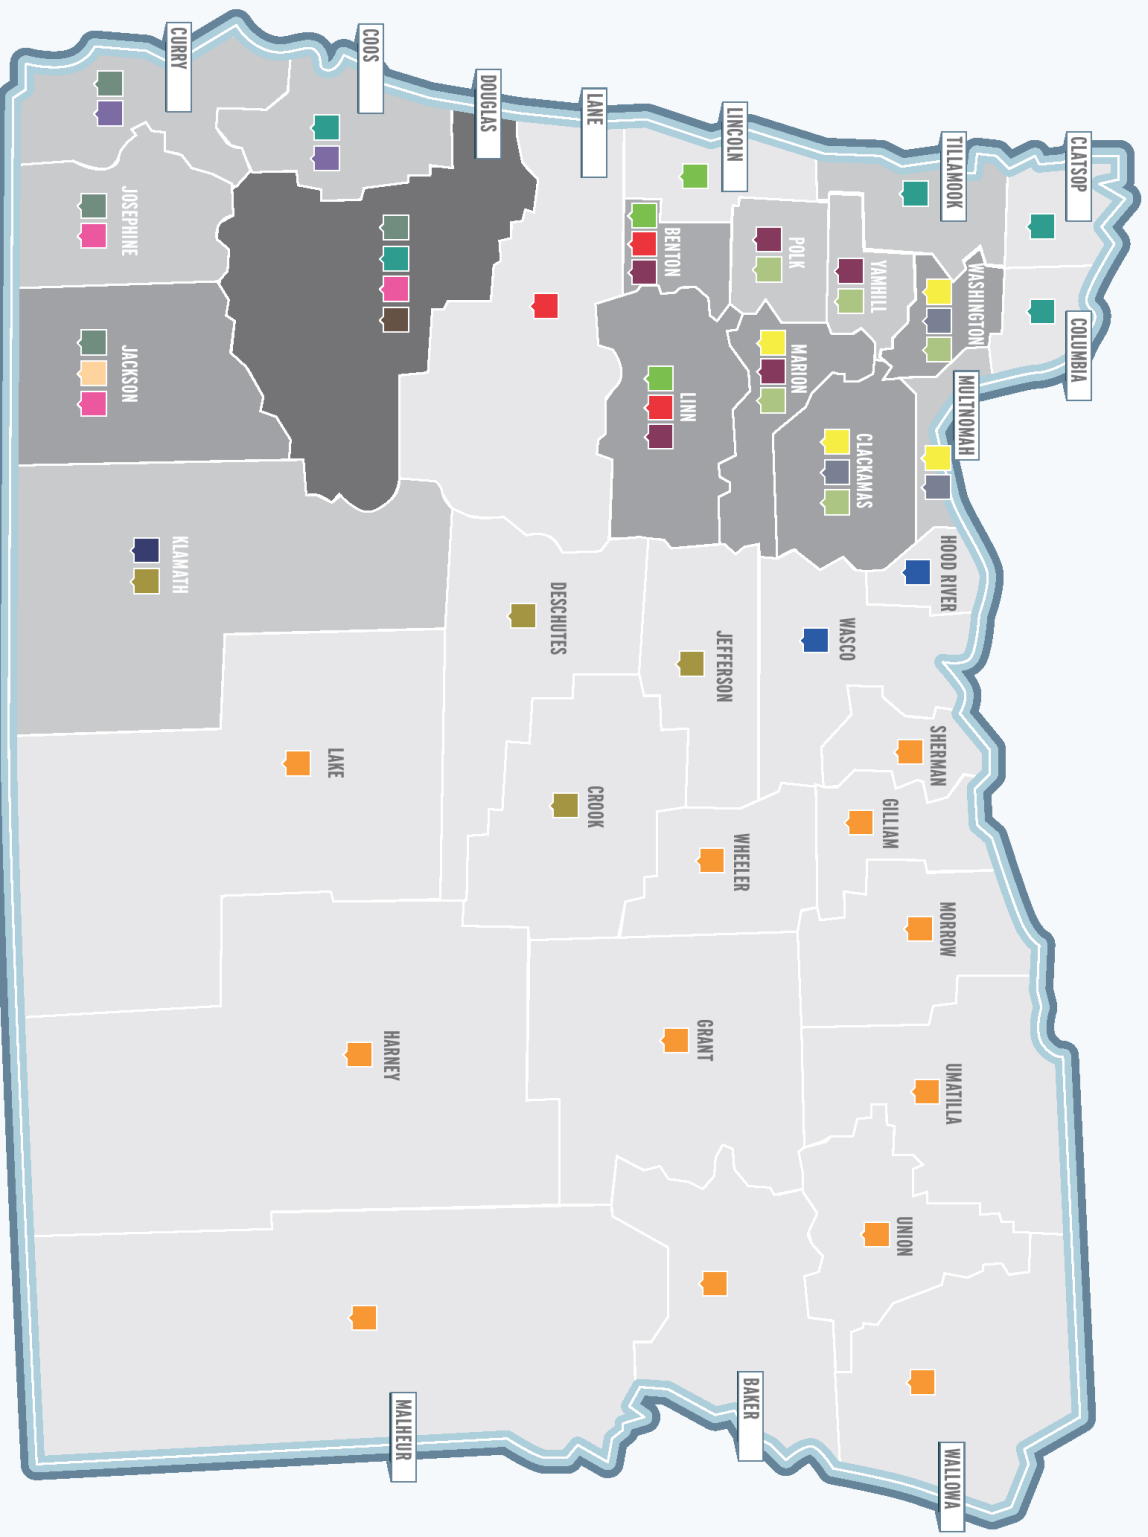 CLATSOP
COLUMBIA
TILLAMOOK
WASHINGTON
MILTNOMAH
HOOD RIVER
SHERMAN
MORROW
UMATILLA
WALLOWA
YAMHILL
CLACKAMAS
WASCO
GILLIAM
UNION
POLK
MARION
LINCOLN
JEFFERSON
WHEELER
GRANT
BAKER
BENTON
LINN
LANE
DESCHUTES
CROOK
DOUGLAS
COOS
LAKE
HARNEY
MALHEUR
CURRY
JOSEPHINE
JACKSON
KLAMATH